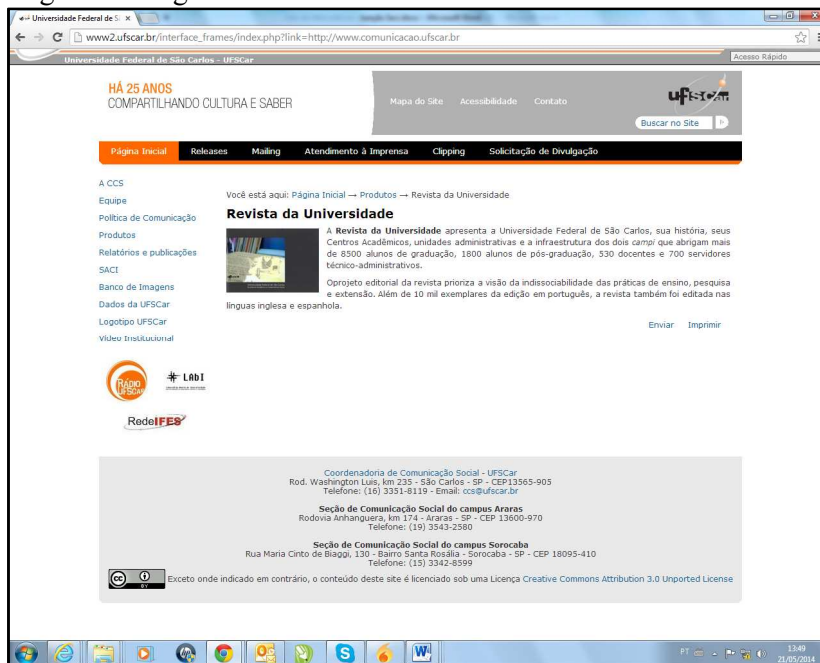 Universidade Federal de S
www2.ufscar.br/interface_frames/index.php?link=http://www.comunicacao.ufscar.br
Universidade Federal de São Carlos - UFSCar
Acesso Rápido
HÁ 25 ANOS
COMPARTILHANDO CULTURA E SABER
Mapa do Site Acessibilidade Contato
ufscar
Buscar no Site
Página Inicial Releases Mailing Atendimento à Imprensa Clipping Solicitação de Divulgação
A CCS
Equipe
Política de Comunicação
Produtos
Relatórios e publicações
SACI
Banco de Imagens
Dados da UFSCar
Logotipo UFSCar
Vídeo Institucional
Você está aqui: Página Inicial → Produtos → Revista da Universidade
Revista da Universidade
A Revista da Universidade apresenta a Universidade Federal de São Carlos, sua história, seus
Centros Acadêmicos, unidades administrativas e a infraestrutura dos dois campi que abrigam mais
de 8500 alunos de graduação, 1800 alunos de pós-graduação, 530 docentes e 700 servidores
técnico-administrativos.
Oprojeto editorial da revista prioriza a visão da indissociabilidade das práticas de ensino, pesquisa
e extensão. Além de 10 mil exemplares da edição em português, a revista também foi editada nas
línguas inglesa e espanhola.
Enviar Imprimir
RÁDIO
UFSCar
LAbI
RedeIFES
Coordenadoria de Comunicação Social - UFSCar
Rod. Washington Luis, km 235 - São Carlos - SP - CEP13565-905
Telefone: (16) 3351-8119 - Email: ccs@ufscar.br
Seção de Comunicação Social do campus Araras
Rodovia Anhanguera, km 174 - Araras - SP - CEP 13600-970
Telefone: (19) 3543-2580
Seção de Comunicação Social do campus Sorocaba
Rua Maria Cinto de Biaggi, 130 - Bairro Santa Rosália - Sorocaba - SP - CEP 18095-410
Telefone: (15) 3342-8599
cc BY
Exceto onde indicado em contrário, o conteúdo deste site é licenciado sob uma Licença Creative Commons Attribution 3.0 Unported License
PT
13:49
21/05/2014